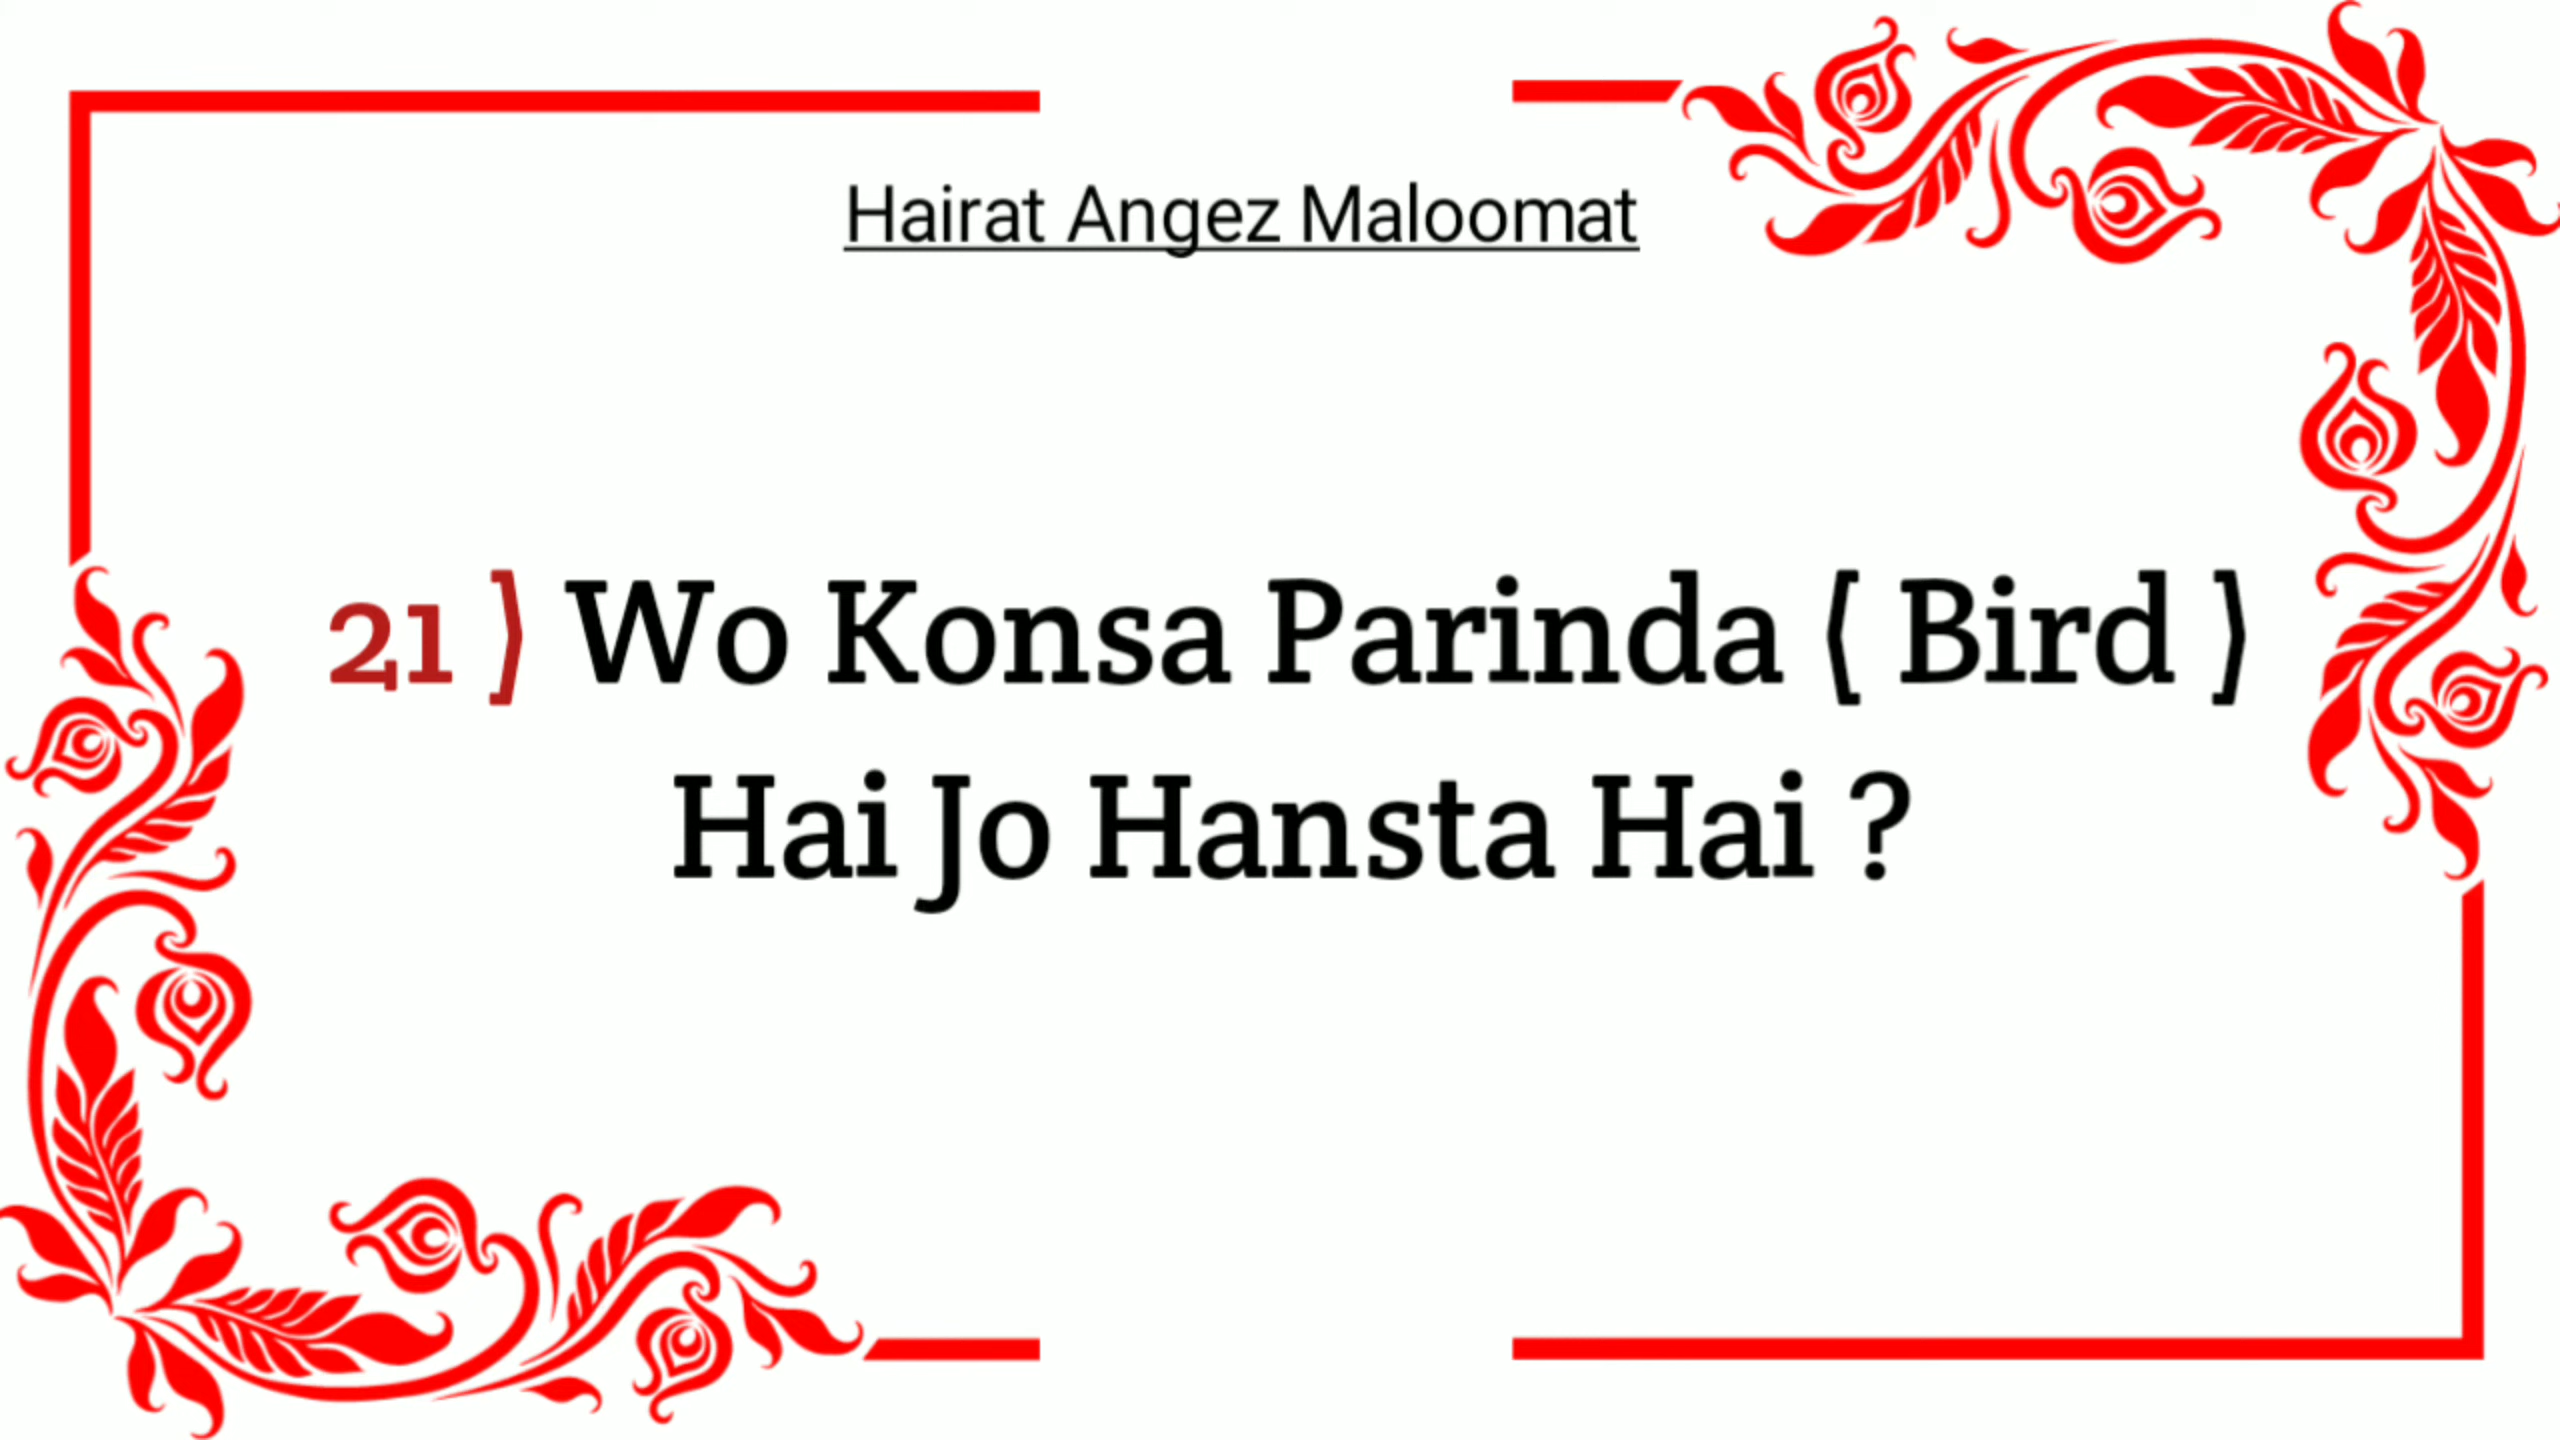 Hairat Angez Maloomat
21 ) Wo Konsa Parinda ( Bird )
Hai Jo Hansta Hai ?